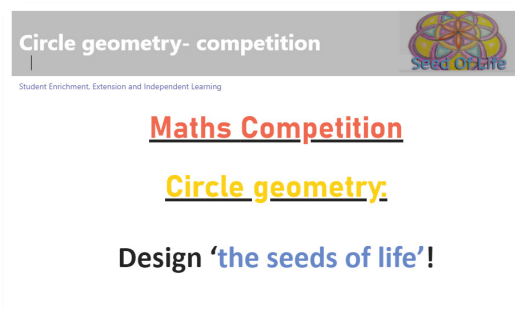 Circle geometry- competition
Seed Of Life
Student Enrichment, Extension and Independent Learning
Maths Competition
Circle geometry:
Design ‘the seeds of life’!